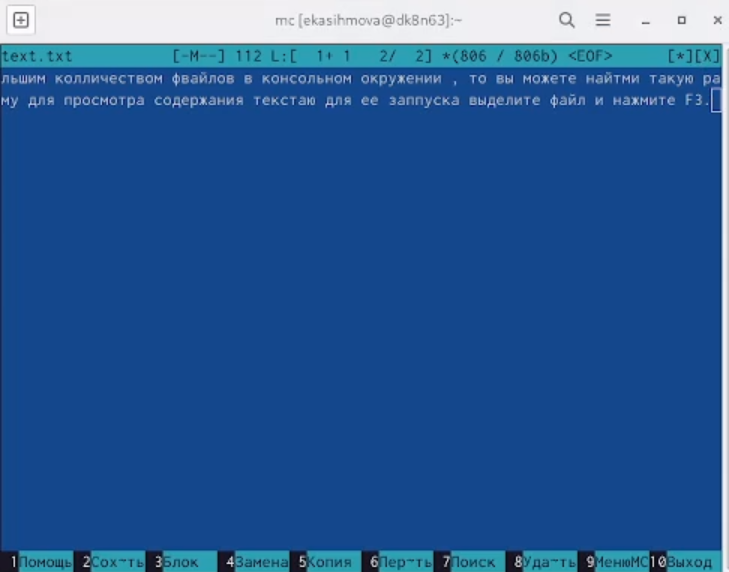 mc [ekasihmova@dk8n63]:~
text.txt [-M--] 112 L:[ 1+ 1 2/ 2] *(806 / 806b) <EOF> [*][X]
льшим колличеством фвайлов в консольном окружении , то вы можете найтми такую ра
му для просмотра содержания текстаю для ее заппуска выделите файл и нажмите F3.
1Помощь 2Сох~ть 3Блок 4Замена 5Копия 6Пер~ть 7Поиск 8Уда~ть 9МенюMC10Выход